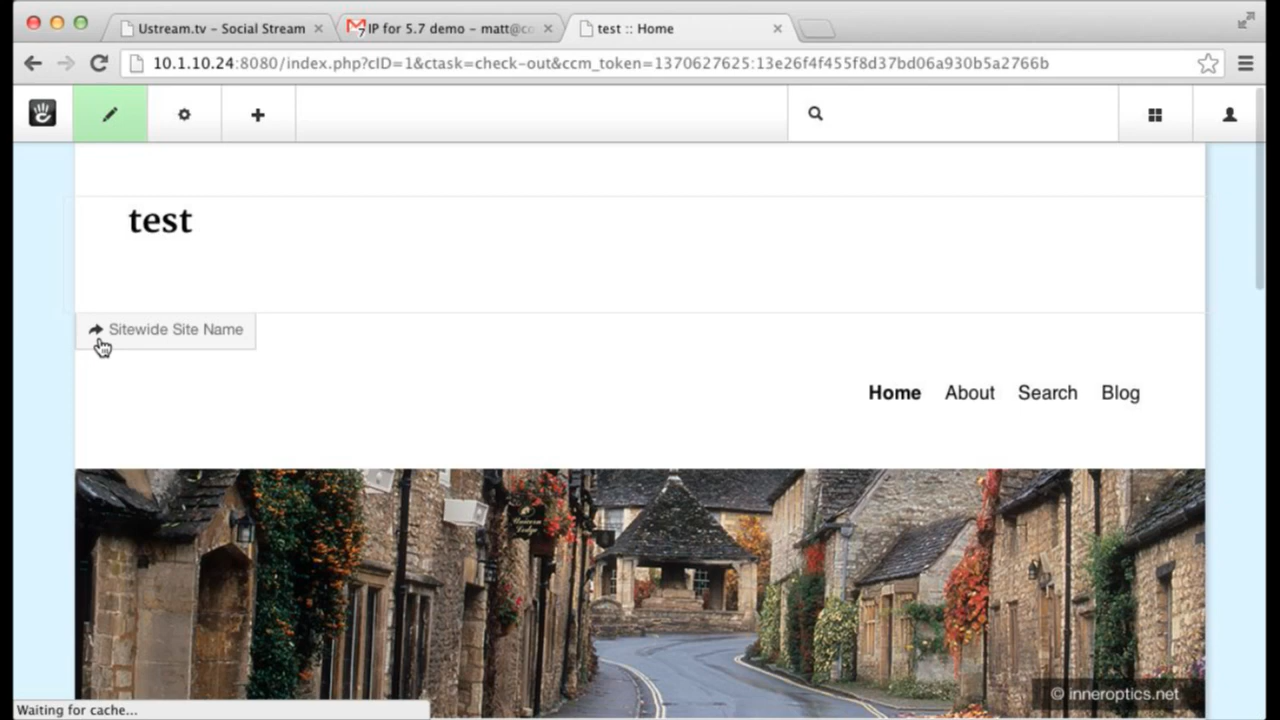 Ustream.tv – Social Stream
IP for 5.7 demo – matt@co
test :: Home
10.1.10.24:8080/index.php?cID=1&ctask=check-out&ccm_token=1370627625:13e26f4f455f8d37bd06a930b5a2766b
test
Sitewide Site Name
Home About Search Blog
Unicorn
Lodge
© inneroptics.net
Waiting for cache...